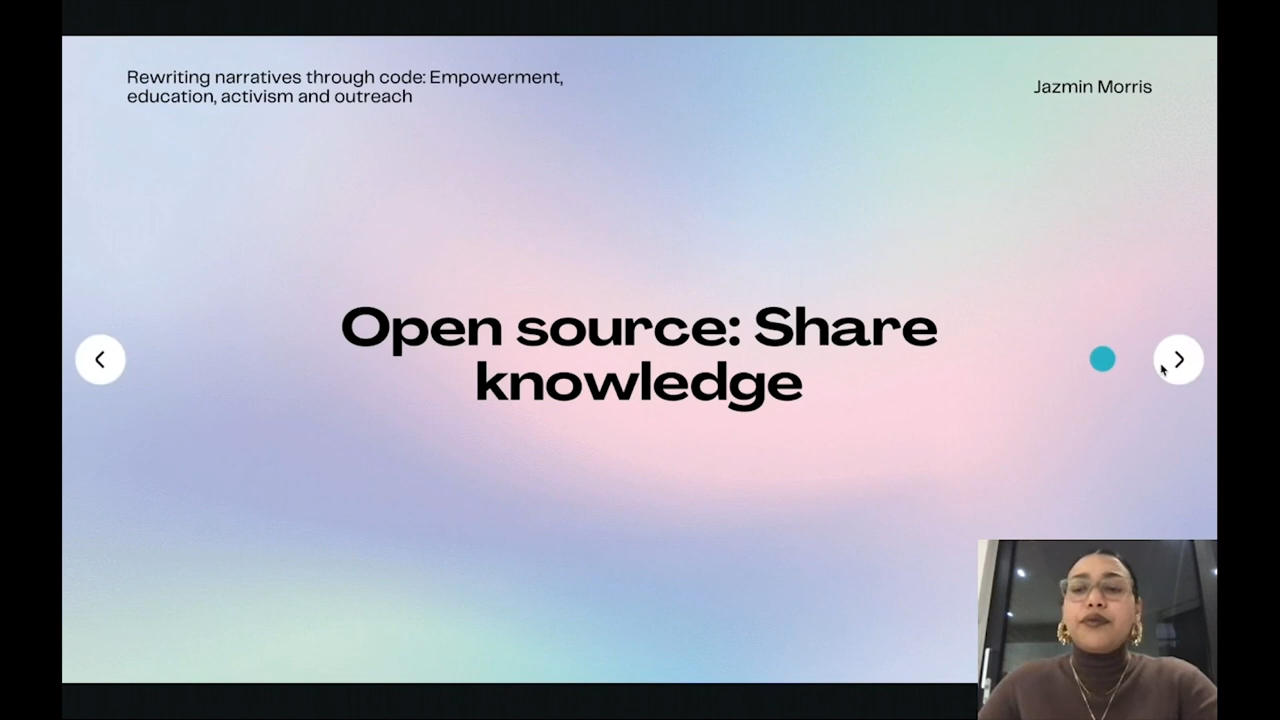 Rewriting narratives through code: Empowerment,
education, activism and outreach
Jazmin Morris
Open source: Share
knowledge